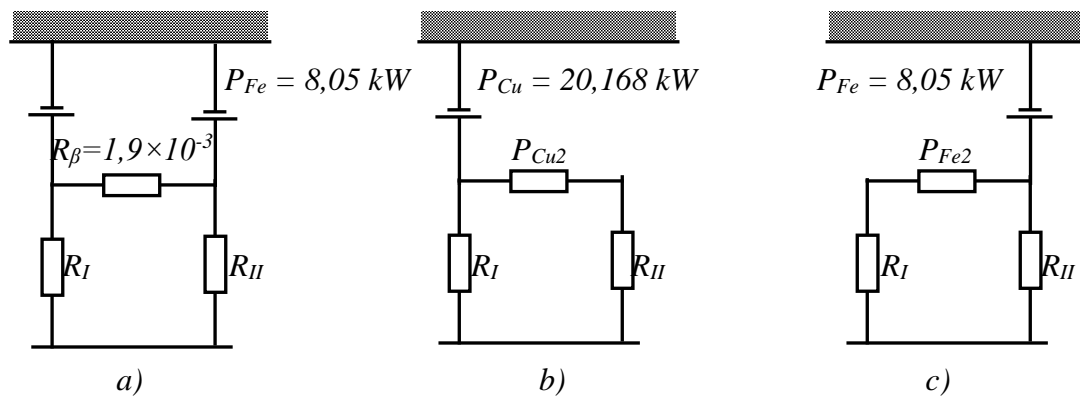 P_Fe = 8,05 kW
R_β=1,9×10^-3
R_I
R_II
a)
P_Cu = 20,168 kW
P_Cu2
R_I
R_II
b)
P_Fe = 8,05 kW
P_Fe2
R_I
R_II
c)